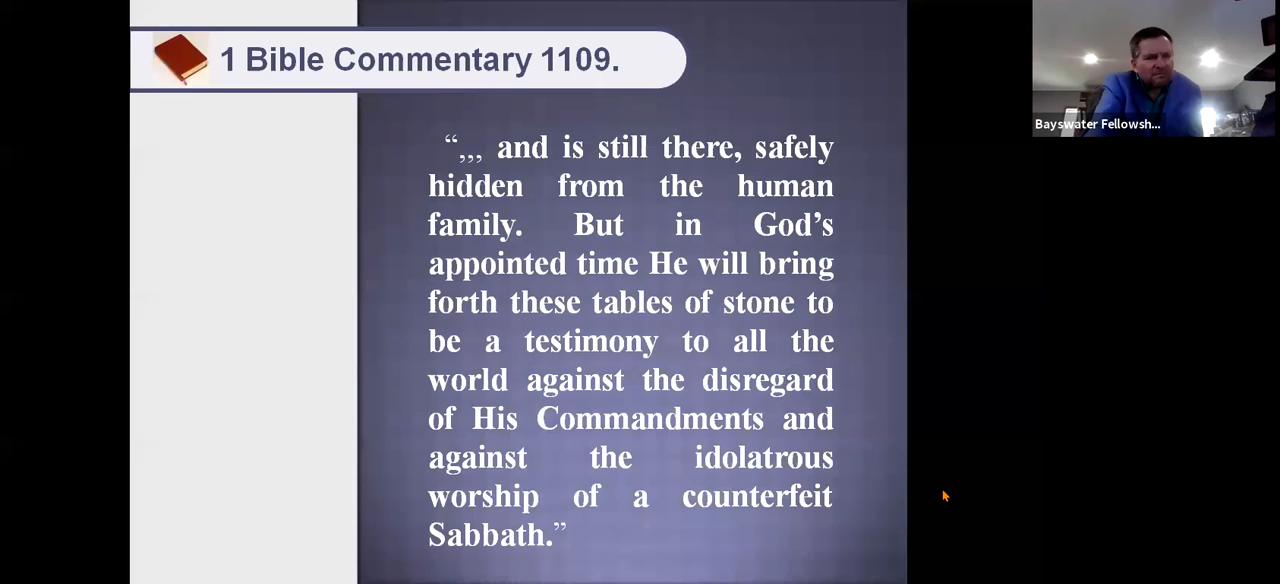 1 Bible Commentary 1109.
“,,, and is still there, safely
hidden from the human
family. But in God’s
appointed time He will bring
forth these tables of stone to
be a testimony to all the
world against the disregard
of His Commandments and
against the idolatrous
worship of a counterfeit
Sabbath.”
Bayswater Fellowsh...